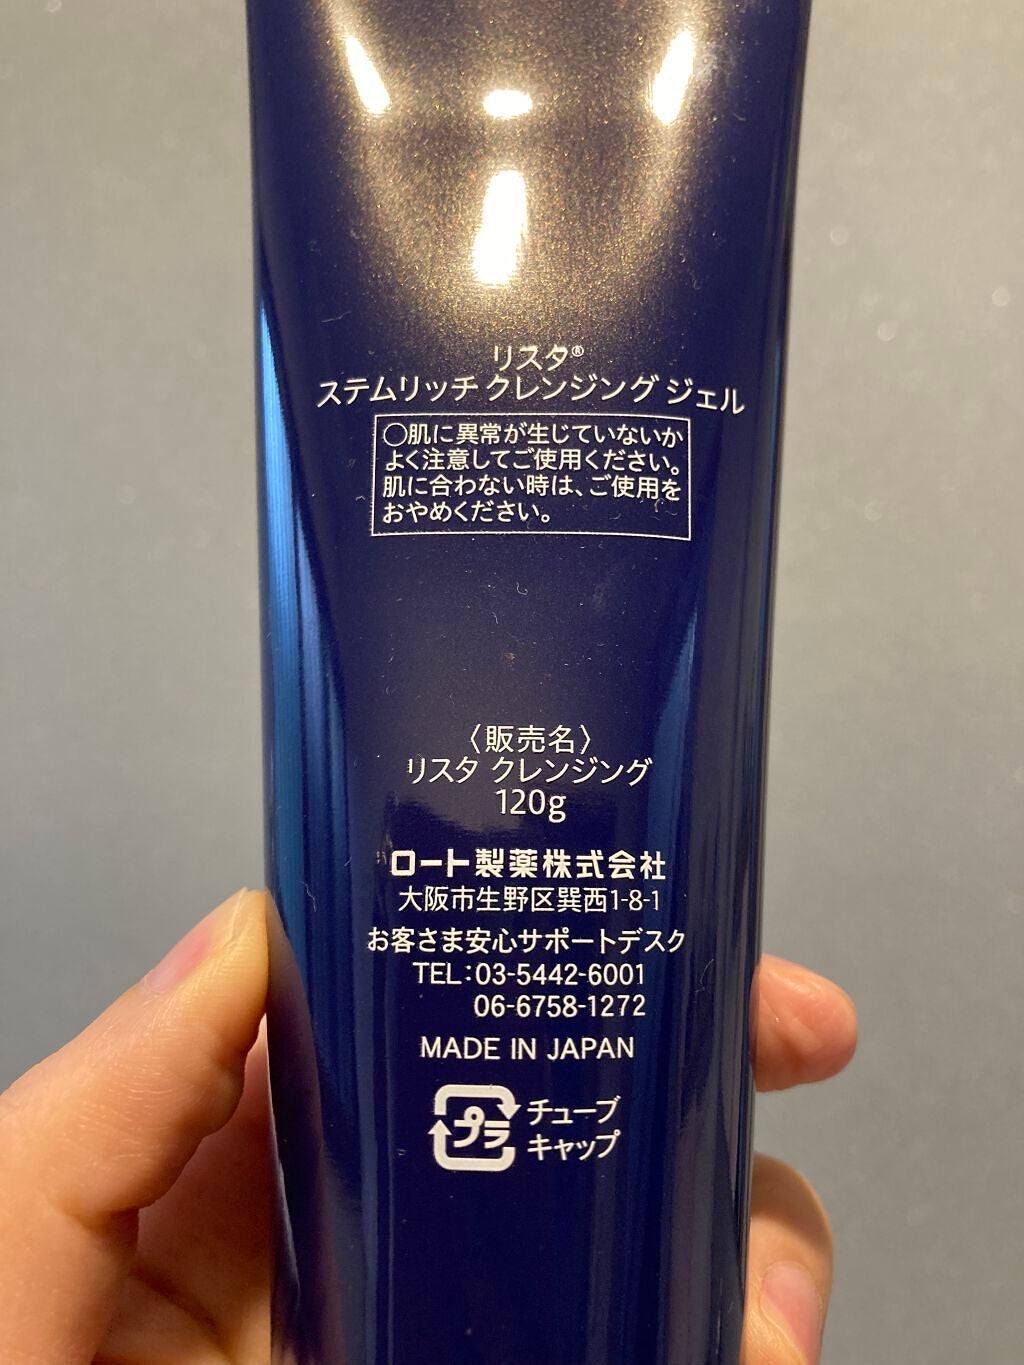 リスタ®
ステムリッチ クレンジング ジェル
○肌に異常が生じていないか
よく注意してご使用ください。
肌に合わない時は、ご使用を
おやめください。
〈販売名〉
リスタ クレンジング
120g
ロート製薬株式会社
大阪市生野区巽西1-8-1
お客さま安心サポートデスク
TEL:03-5442-6001
06-6758-1272
MADE IN JAPAN
プラ
チューブ
キャップ